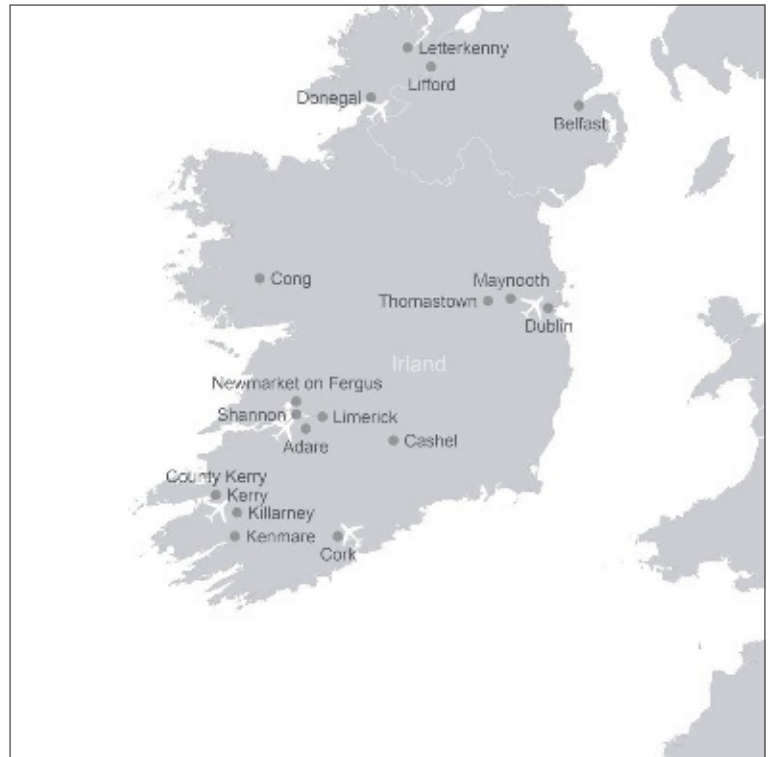 Letterkenny
Lifford
Donegal
Belfast
Cong
Maynooth
Thomastown
Dublin
Irland
Newmarket on Fergus
Shannon
Limerick
Adare
Cashel
County Kerry
Kerry
Killarney
Kenmare
Cork